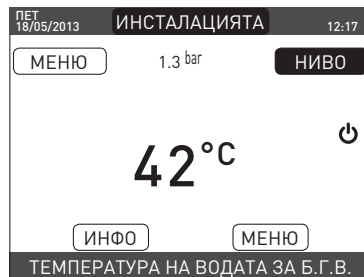 ПЕТ
18/05/2013 ИНСТАЛАЦИЯТА 12:17
МЕНЮ 1.3 bar НИВО
42°C
ИНФО МЕНЮ
ТЕМПЕРАТУРА НА ВОДАТА ЗА Б.Г.В.